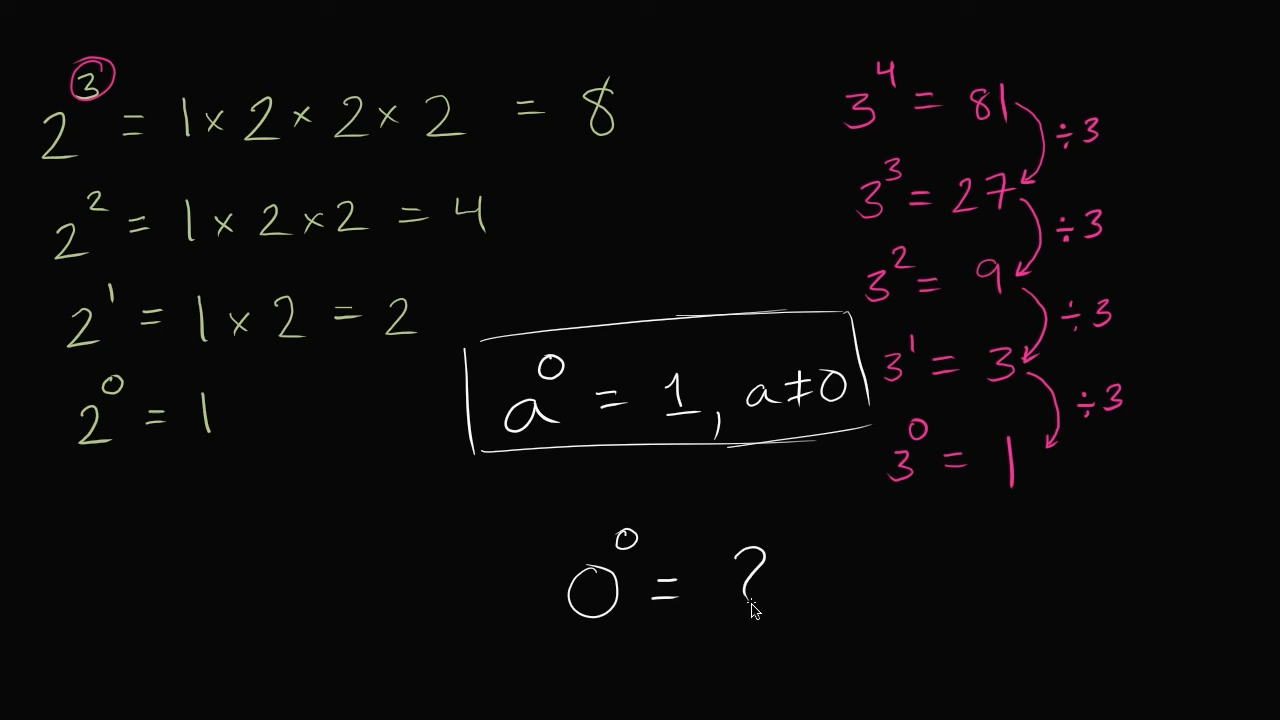 2³ = 1 × 2 × 2 × 2 = 8
2² = 1 × 2 × 2 = 4
2¹ = 1 × 2 = 2
2⁰ = 1
a⁰ = 1, a ≠ 0
3⁴ = 81
÷3
3³ = 27
÷3
3² = 9
÷3
3¹ = 3
÷3
3⁰ = 1
0⁰ = ?